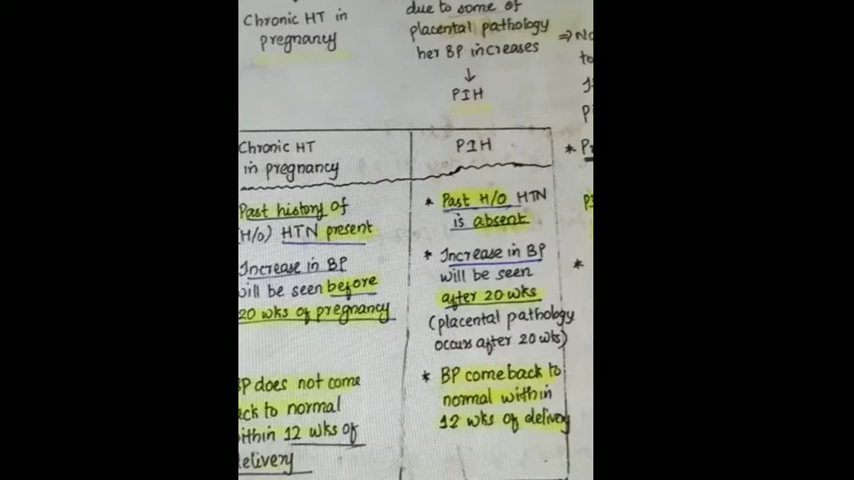 Chronic HT in
pregnancy
due to some of
placental pathology
her BP increases
↓
PIH
Chronic HT
in pregnancy
Past history of
(H/o) HTN present
Increase in BP
will be seen before
20 wks of pregnancy
BP does not come
back to normal
within 12 wks of
delivery
PIH
* Past H/o HTN
is absent
* Increase in BP
will be seen
after 20 wks
(placental pathology
occurs after 20 wks)
* BP come back to
normal within
12 wks of delivery
⇒ No
to
*
*